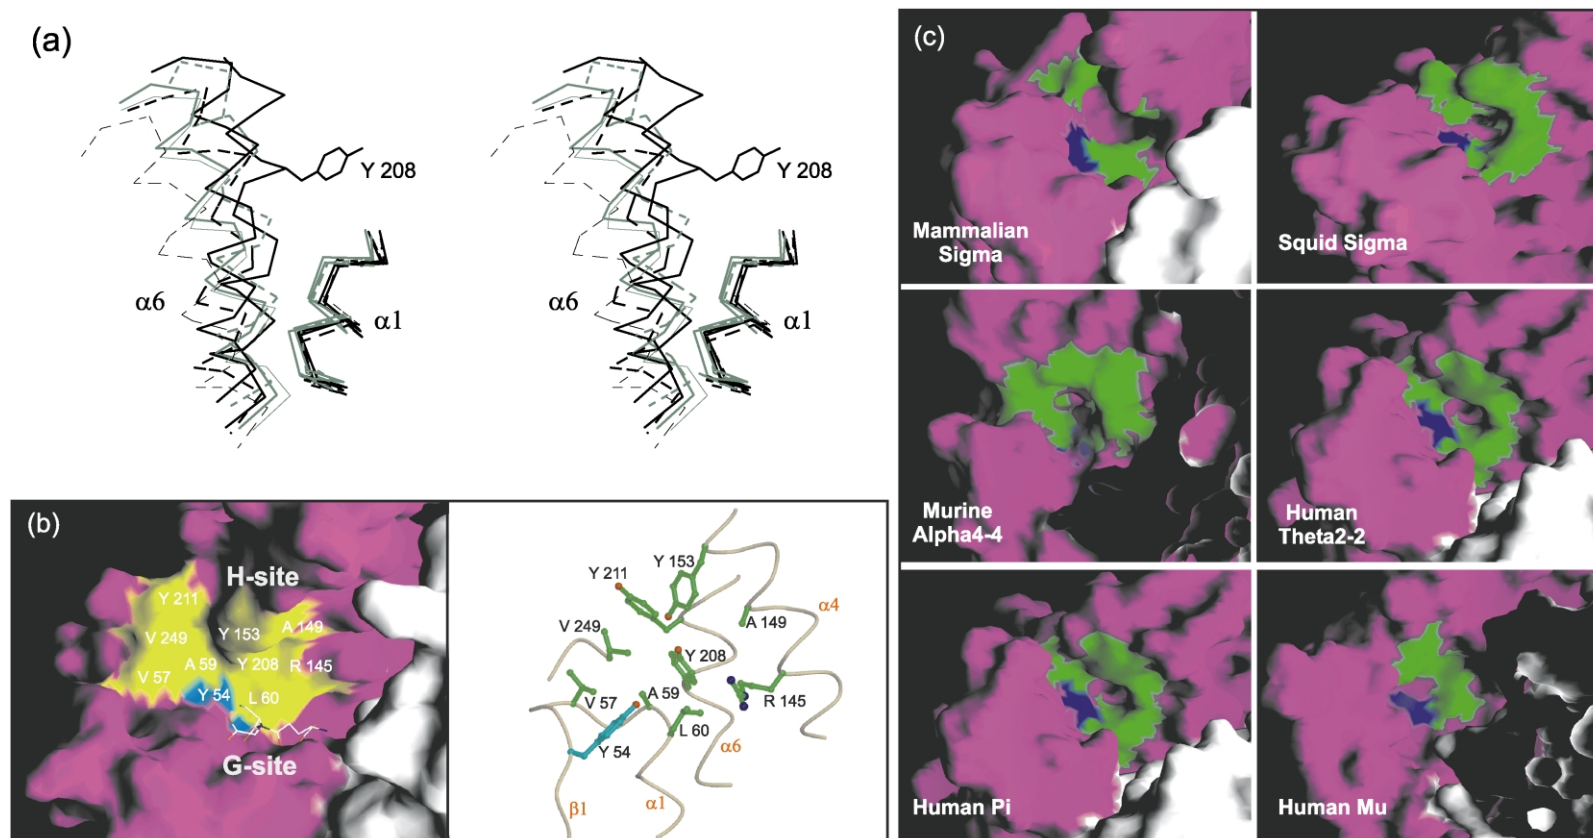 (a)
Y 208
Y 208
α6
α1
α6
α1
(b)
H-site
Y 211
V 249
Y 153
A 149
A 59
Y 208
R 145
V 57
Y 54
L 60
G-site
Y 153
Y 211
α4
A 149
V 249
Y 208
V 57
A 59
R 145
L 60
Y 54
α6
β1
α1
(c)
Mammalian
Sigma
Squid Sigma
Murine
Alpha4-4
Human
Theta2-2
Human Pi
Human Mu